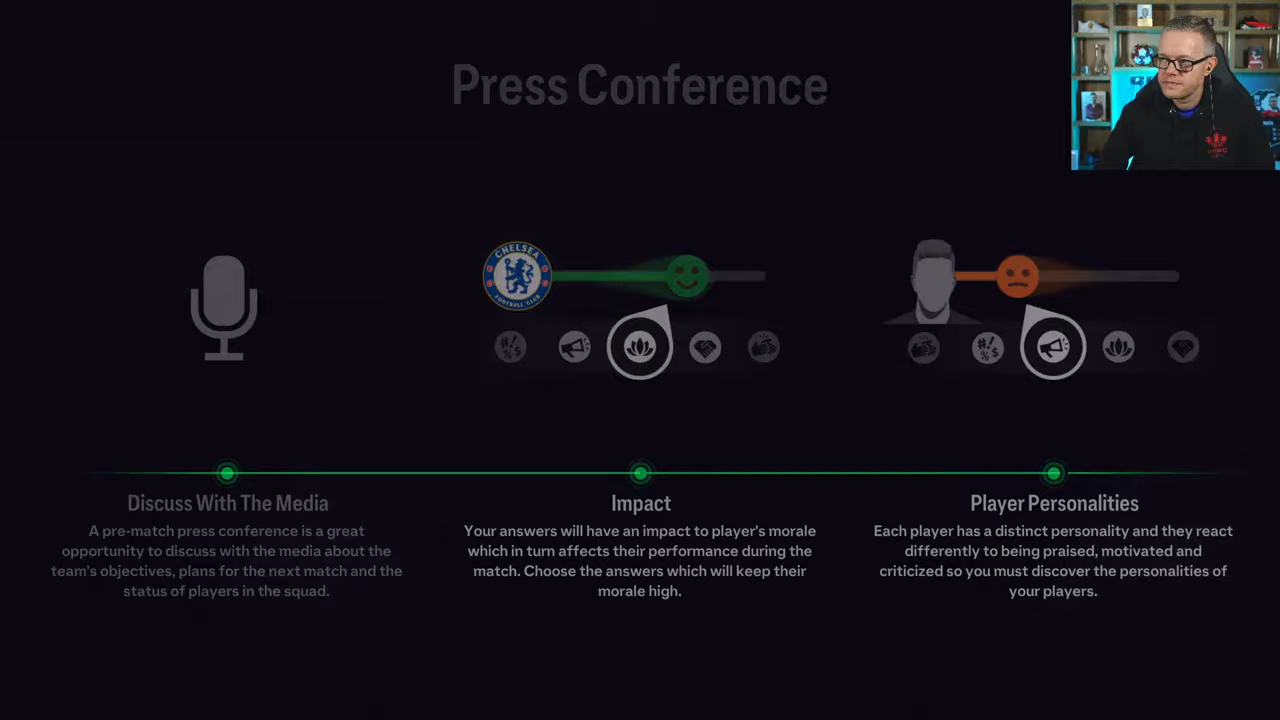 Press Conference
CHELSEA
FOOTBALL CLUB
#!
%$
#!
%$
Discuss With The Media
A pre-match press conference is a great
opportunity to discuss with the media about the
team's objectives, plans for the next match and the
status of players in the squad.
Impact
Your answers will have an impact to player's morale
which in turn affects their performance during the
match. Choose the answers which will keep their
morale high.
Player Personalities
Each player has a distinct personality and they react
differently to being praised, motivated and
criticized so you must discover the personalities of
your players.